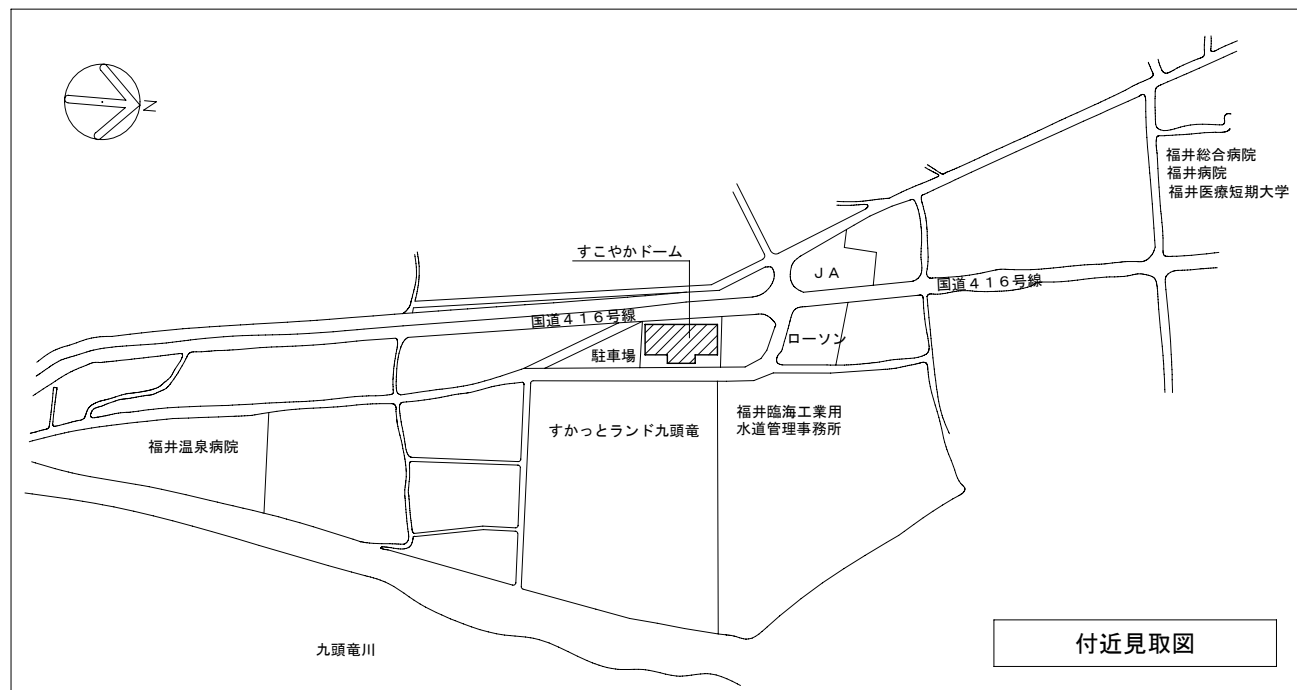 N
福井総合病院
福井病院
福井医療短期大学
すこやかドーム
ＪＡ
国道４１６号線
国道４１６号線
ローソン
駐車場
福井臨海工業用
水道管理事務所
すかっとランド九頭竜
福井温泉病院
九頭竜川
付近見取図